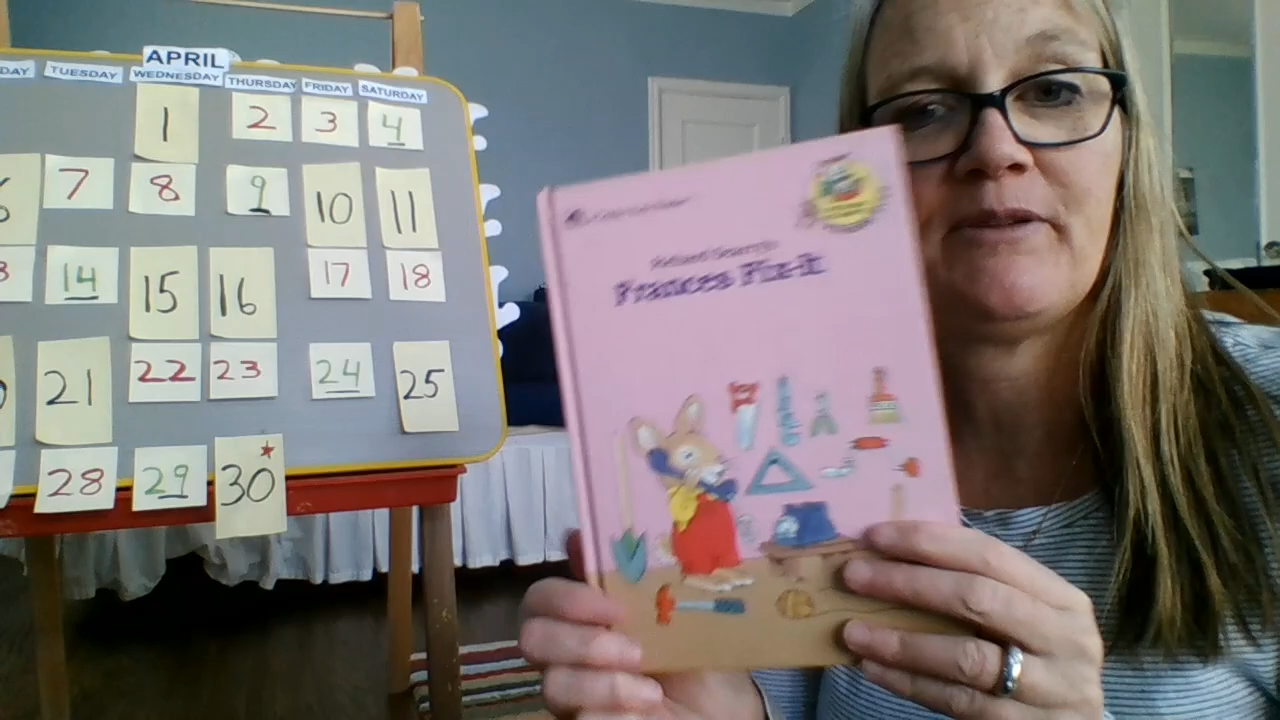 APRIL
DAY TUESDAY WEDNESDAY THURSDAY FRIDAY SATURDAY
1 2 3 4
7 8 9 10 11
14 15 16 17 18
21 22 23 24 25
28 29 30
Richard Scarry's
Frances Fix-It